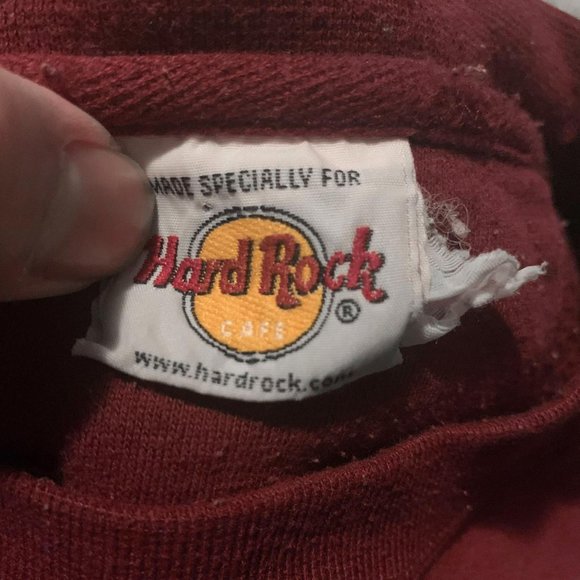 MADE SPECIALLY FOR
Hard Rock
CAFE
®
www.hardrock.com